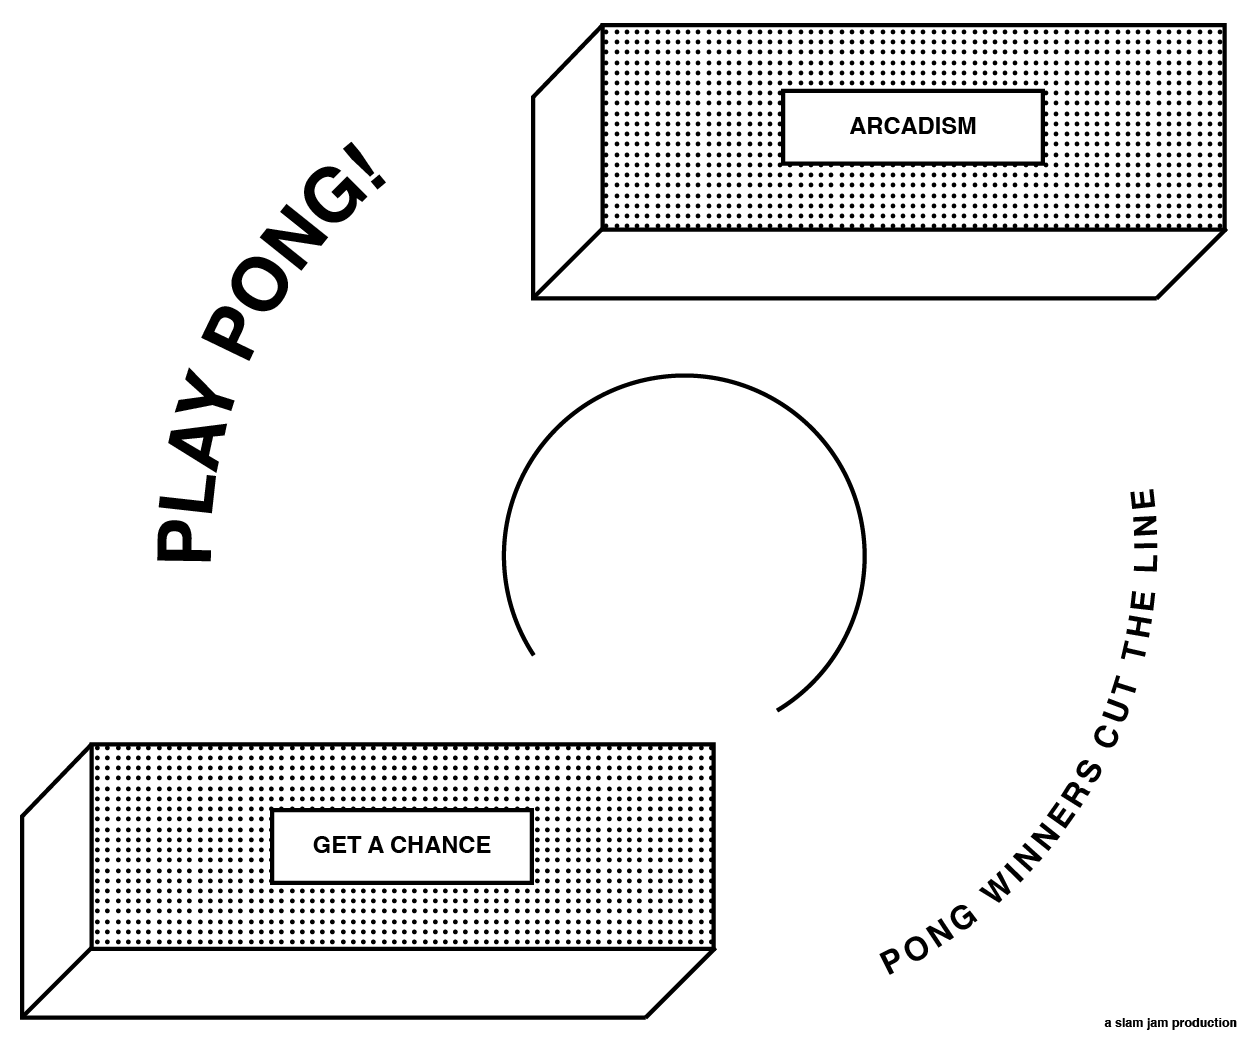 ARCADISM
PLAY PONG!
PONG WINNERS CUT THE LINE
GET A CHANCE
a slam jam production